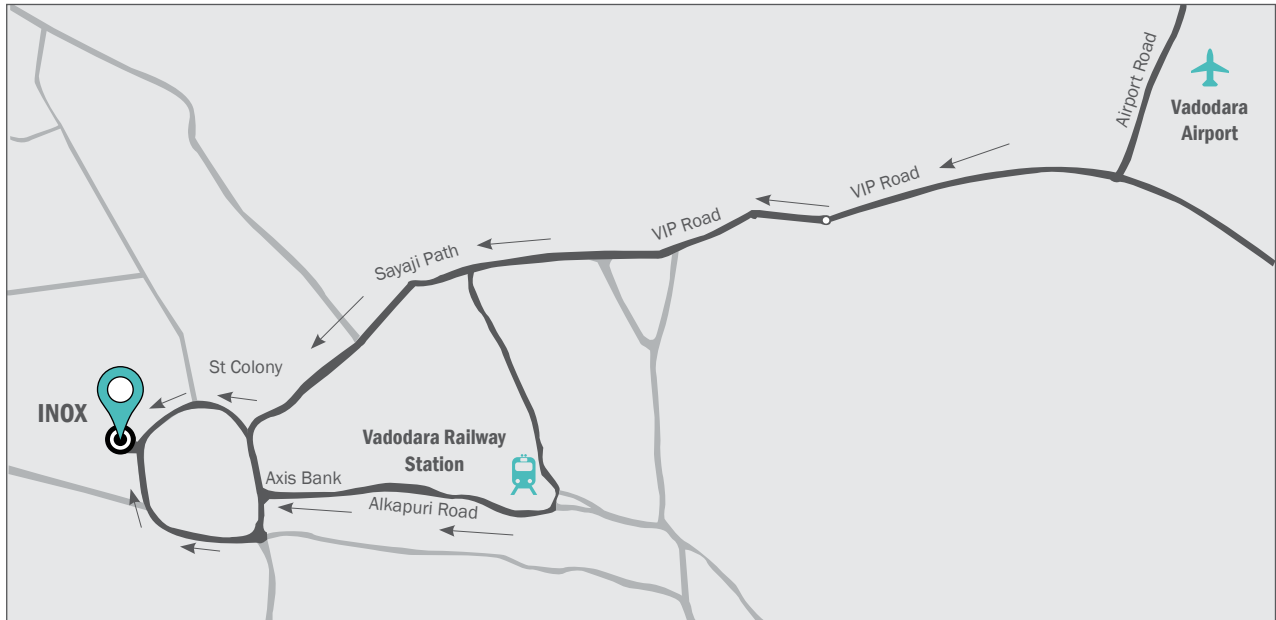 Airport Road
Vadodara
Airport
VIP Road
VIP Road
Sayaji Path
St Colony
INOX
Vadodara Railway
Station
Axis Bank
Alkapuri Road